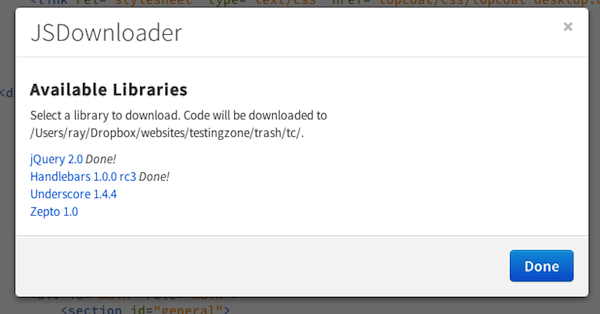 <link rel="stylesheet" type="text/css" href="topcoat/css/topcoat-desktop.
JSDownloader ×
<d
Available Libraries
Select a library to download. Code will be downloaded to
/Users/ray/Dropbox/websites/testingzone/trash/tc/.
jQuery 2.0 Done!
Handlebars 1.0.0 rc3 Done!
Underscore 1.4.4
Zepto 1.0
Done
<section id="general">